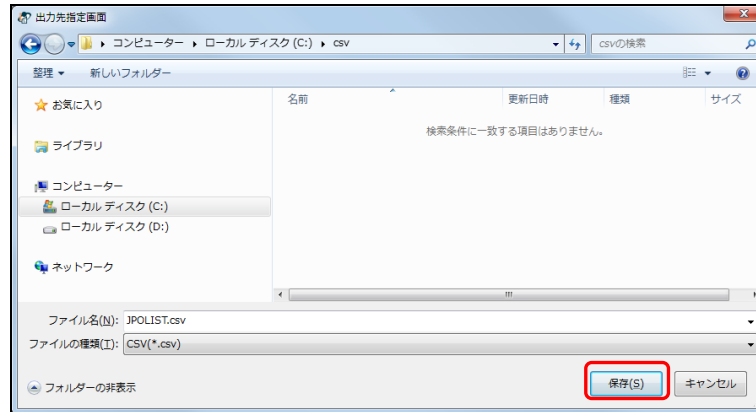 出力先指定画面
コンピューター ▸ ローカル ディスク (C:) ▸ csv
csvの検索
整理 ▼ 新しいフォルダー
お気に入り
ライブラリ
コンピューター
ローカル ディスク (C:)
ローカル ディスク (D:)
ネットワーク
名前 更新日時 種類 サイズ
検索条件に一致する項目はありません。
ファイル名(N): JPOLIST.csv
ファイルの種類(T): CSV(*.csv)
フォルダーの非表示
保存(S) キャンセル